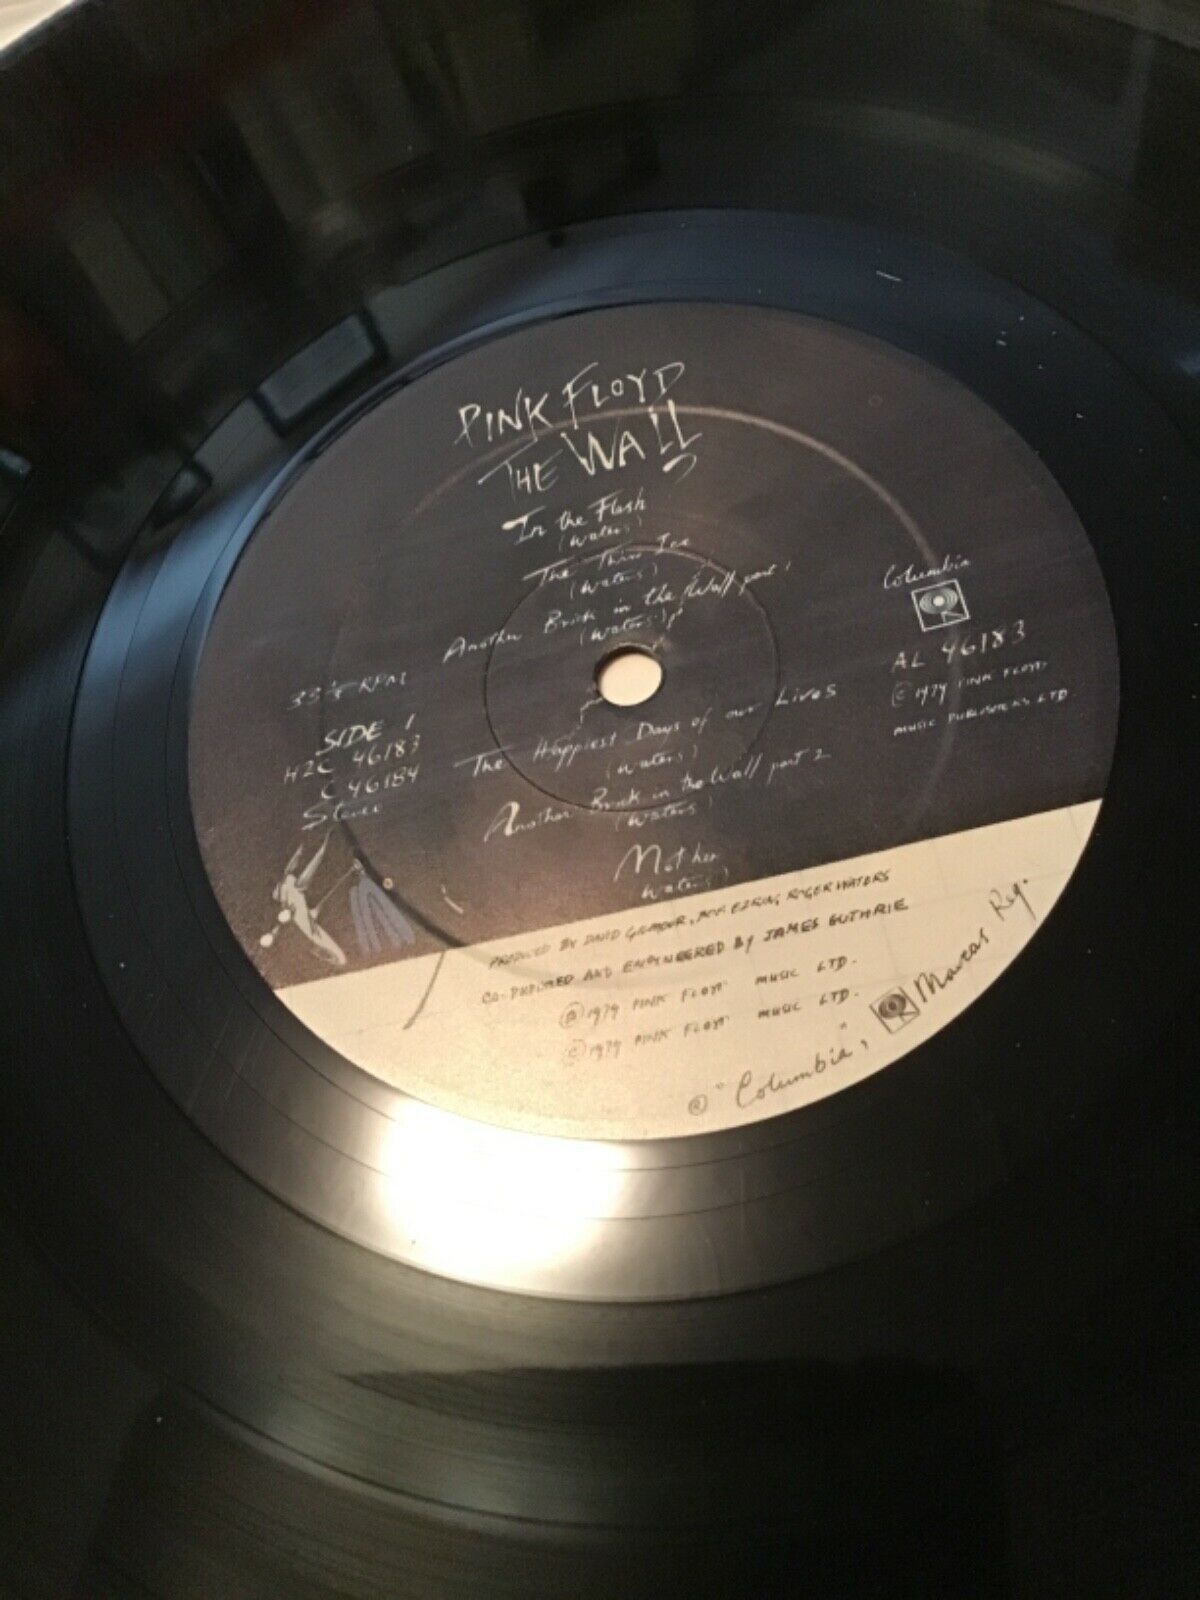 PINK FLOYD
THE WALL
In the Flesh
(Waters)
The Thin Ice
(Waters)
Another Brick in the Wall part 1
(Waters)
The Happiest Days of our Lives
(Waters)
Another Brick in the Wall part 2
(Waters)
Mother
(Waters)
33⅓ RPM
SIDE 1
H2C 46183
C 46184
Stereo
Columbia
AL 46183
© 1979 PINK FLOYD
MUSIC PUBLISHERS LTD
PRODUCED BY DAVID GILMOUR, BOB EZRIN, ROGER WATERS
CO-PRODUCED AND ENGINEERED BY JAMES GUTHRIE
Ⓟ 1979 PINK FLOYD MUSIC LTD.
© 1979 PINK FLOYD MUSIC LTD.
® "Columbia", Marcas Reg.